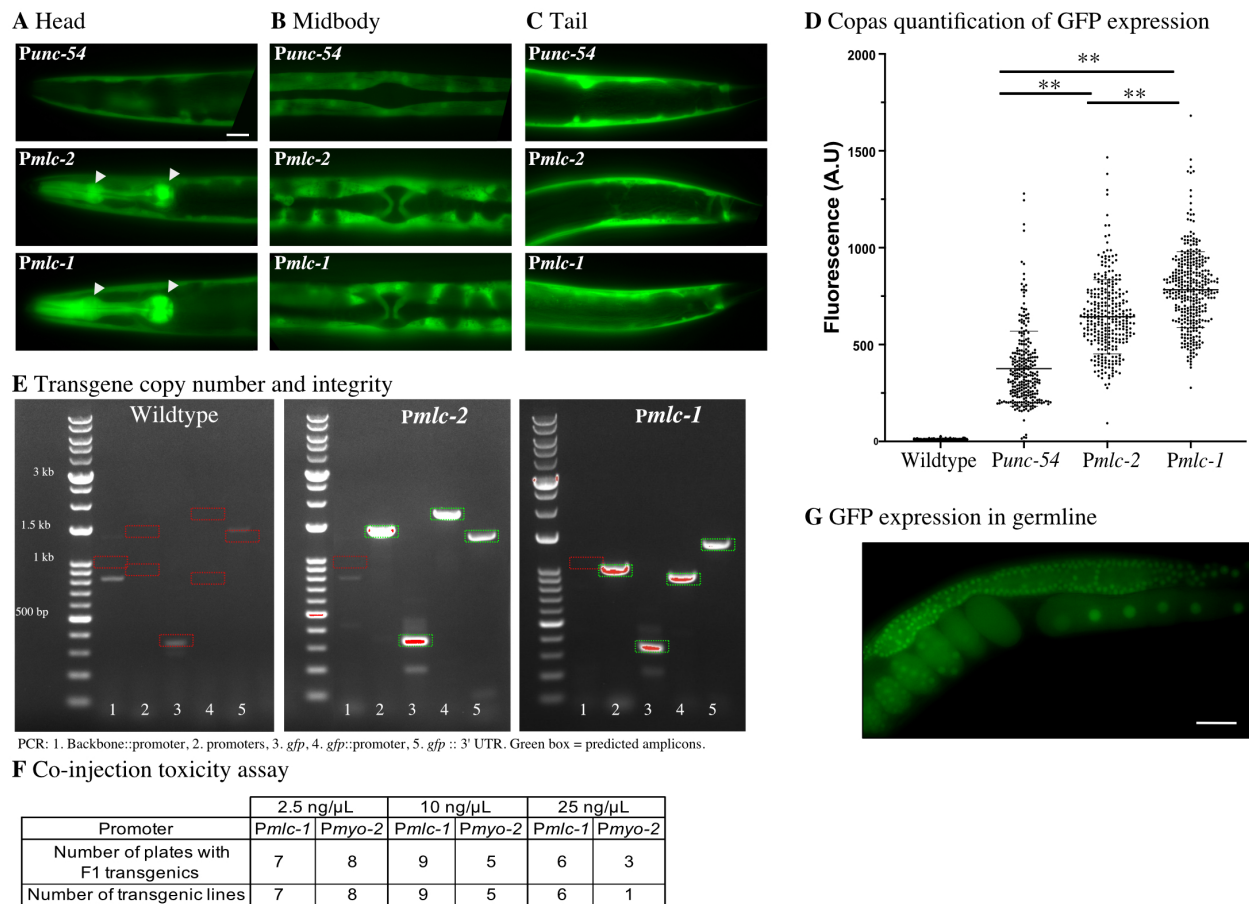 A Head
B Midbody
C Tail
Punc-54
Punc-54
Punc-54
Pmlc-2
Pmlc-2
Pmlc-2
Pmlc-1
Pmlc-1
Pmlc-1
D Copas quantification of GFP expression
2000
1500
1000
500
0
Fluorescence (A.U)
**
**
**
Wildtype Punc-54 Pmlc-2 Pmlc-1
E Transgene copy number and integrity
Wildtype
Pmlc-2
Pmlc-1
3 kb
1.5 kb
1 kb
500 bp
1 2 3 4 5
1 2 3 4 5
1 2 3 4 5
PCR: 1. Backbone::promoter, 2. promoters, 3. gfp, 4. gfp::promoter, 5. gfp :: 3' UTR. Green box = predicted amplicons.
F Co-injection toxicity assay
2.5 ng/µL 10 ng/µL 25 ng/µL
Promoter Pmlc-1 Pmyo-2 Pmlc-1 Pmyo-2 Pmlc-1 Pmyo-2
Number of plates with
F1 transgenics 7 8 9 5 6 3
Number of transgenic lines 7 8 9 5 6 1
G GFP expression in germline